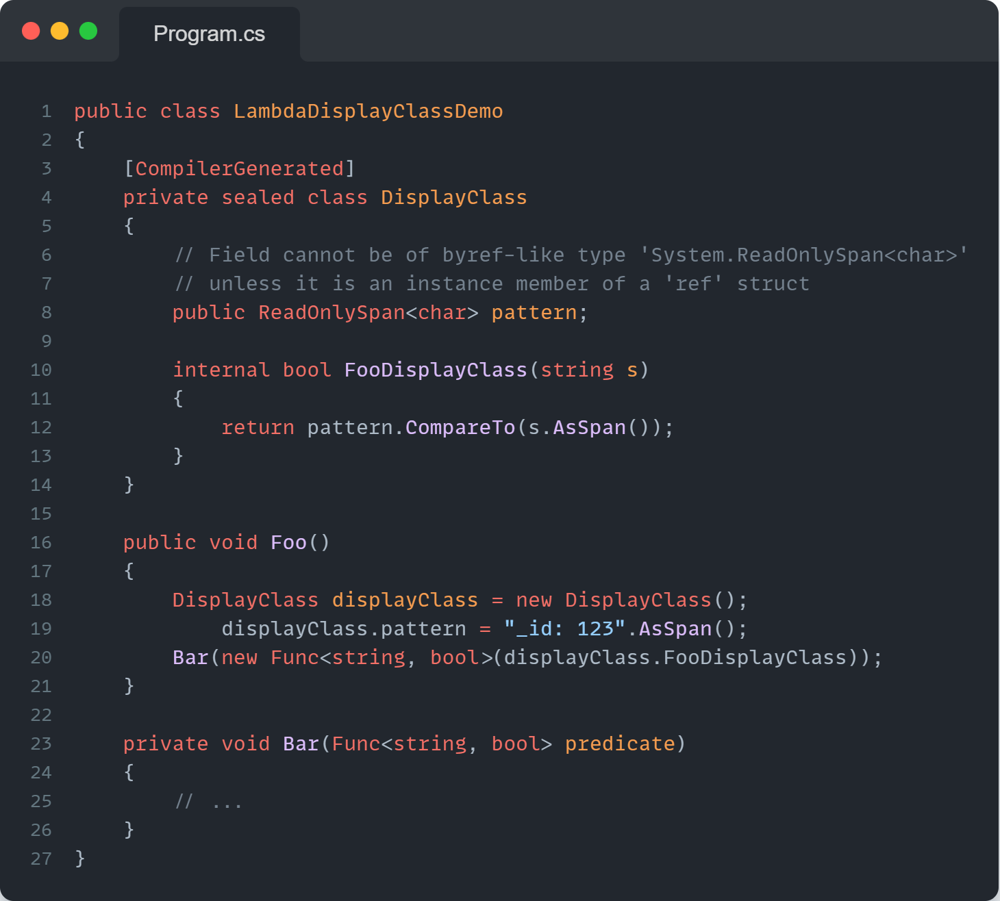 Program.cs
1 public class LambdaDisplayClassDemo
2 {
3     [CompilerGenerated]
4     private sealed class DisplayClass
5     {
6         // Field cannot be of byref-like type 'System.ReadOnlySpan<char>'
7         // unless it is an instance member of a 'ref' struct
8         public ReadOnlySpan<char> pattern;
9
10         internal bool FooDisplayClass(string s)
11         {
12             return pattern.CompareTo(s.AsSpan());
13         }
14     }
15
16     public void Foo()
17     {
18         DisplayClass displayClass = new DisplayClass();
19             displayClass.pattern = "_id: 123".AsSpan();
20         Bar(new Func<string, bool>(displayClass.FooDisplayClass));
21     }
22
23     private void Bar(Func<string, bool> predicate)
24     {
25         // ...
26     }
27 }